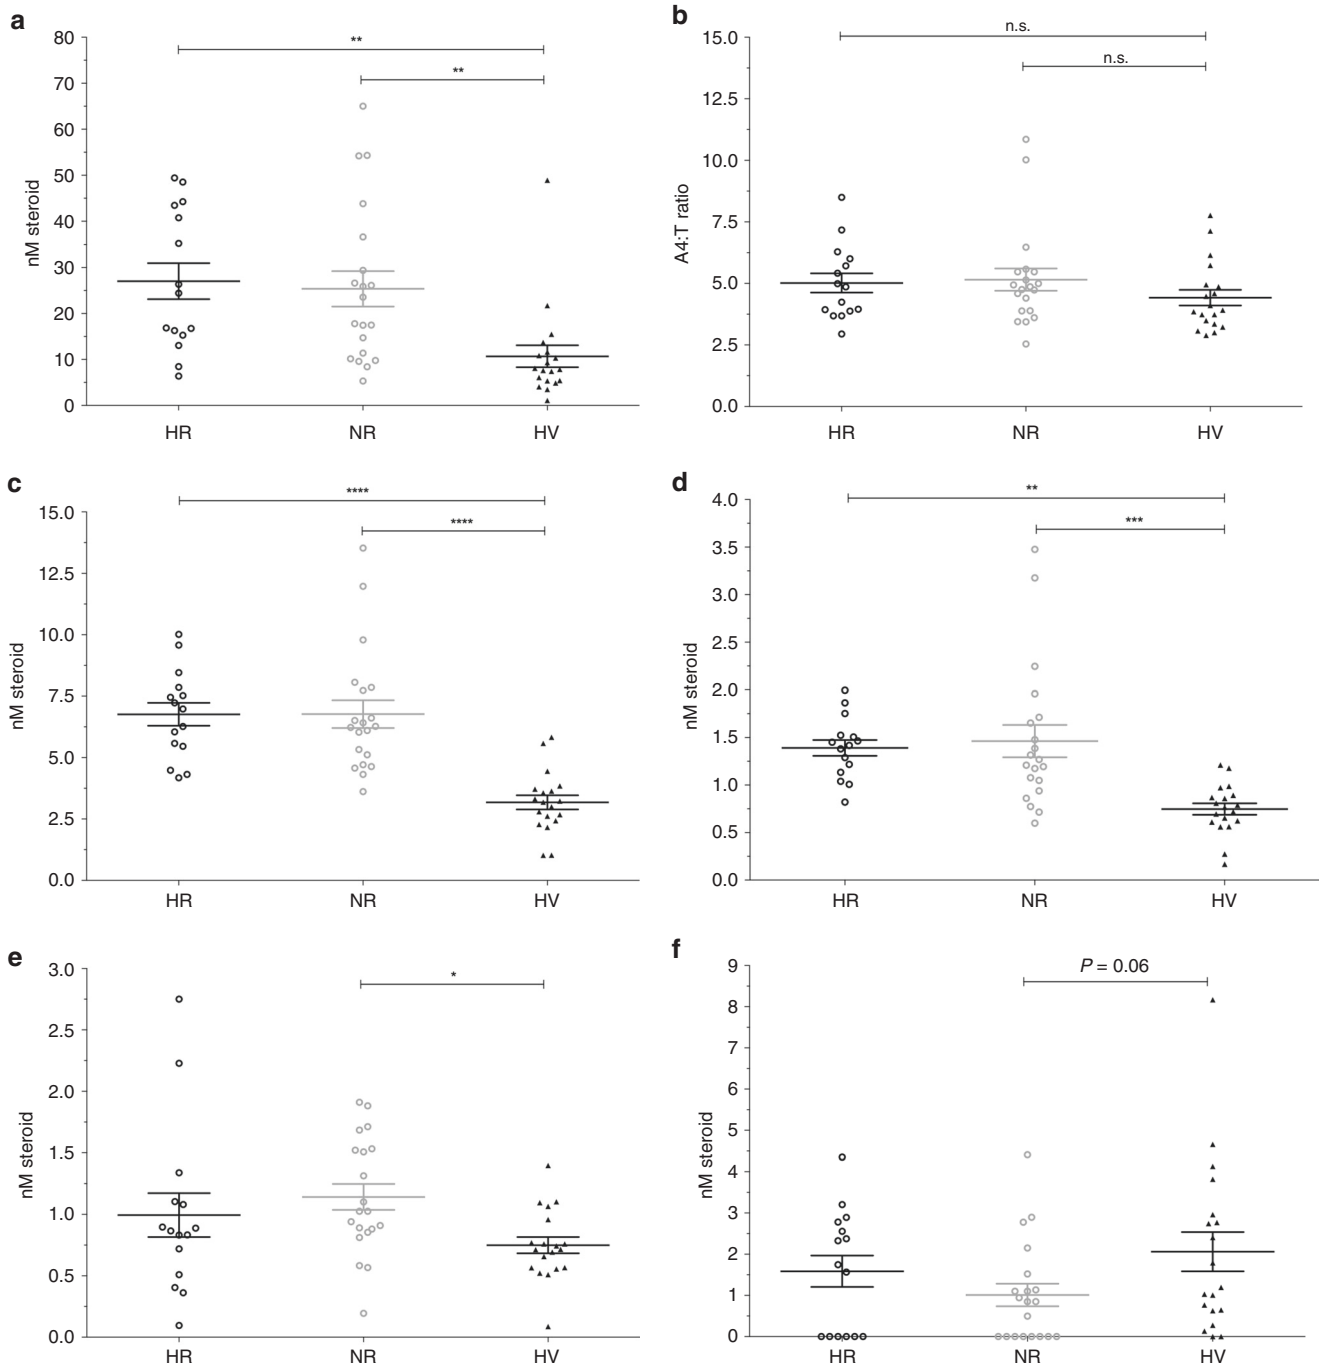 a
80
70
60
50
40
30
20
10
0
nM steroid
**
**
HR NR HV
b
15.0
12.5
10.0
7.5
5.0
2.5
0.0
A4:T ratio
n.s.
n.s.
HR NR HV
c
15.0
12.5
10.0
7.5
5.0
2.5
0.0
nM steroid
****
****
HR NR HV
d
4.0
3.5
3.0
2.5
2.0
1.5
1.0
0.5
0.0
nM steroid
**
***
HR NR HV
e
3.0
2.5
2.0
1.5
1.0
0.5
0.0
nM steroid
*
HR NR HV
f
9
8
7
6
5
4
3
2
1
0
nM steroid
P = 0.06
HR NR HV